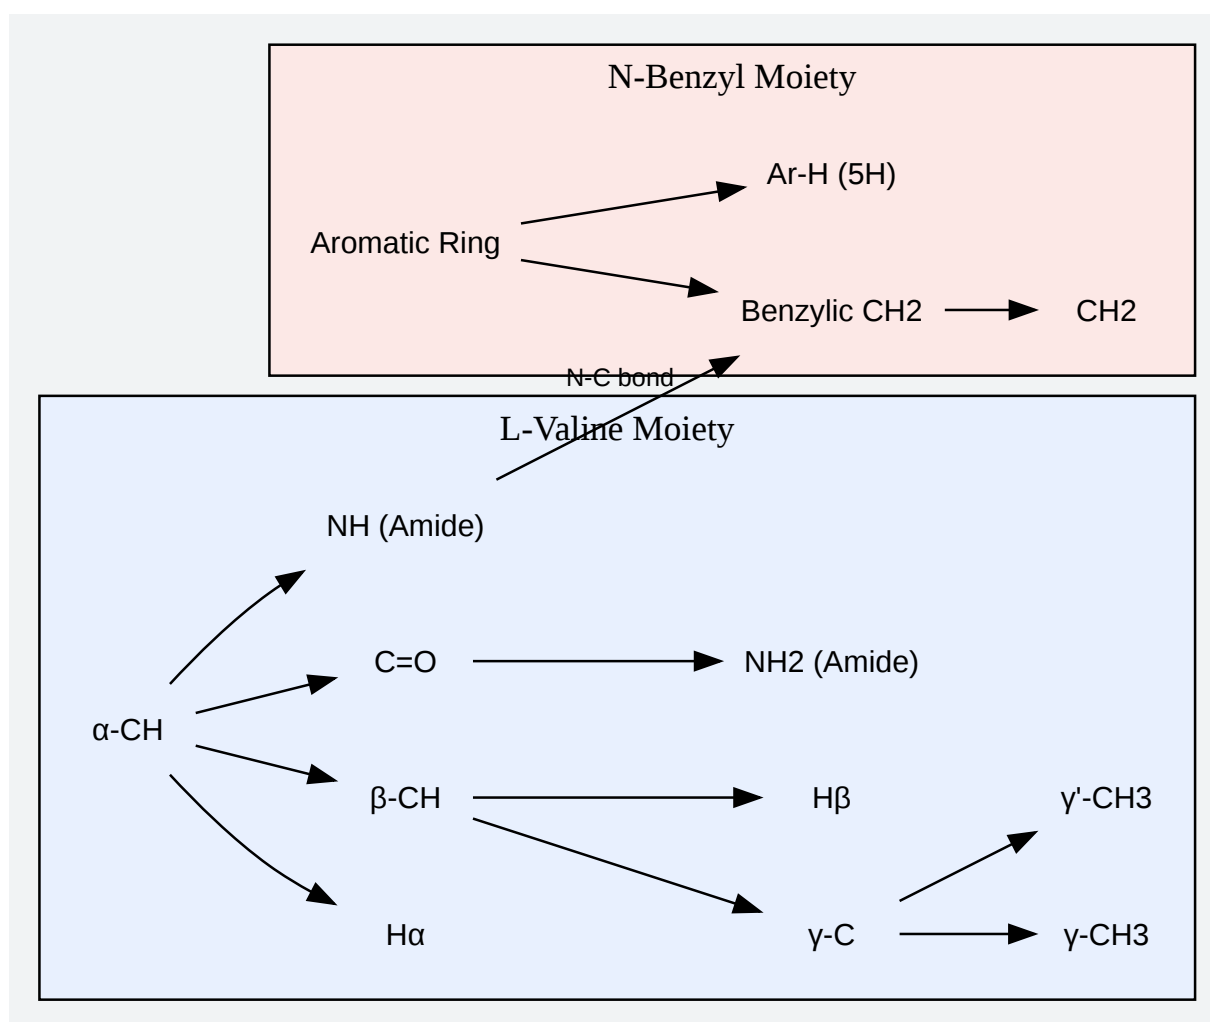 N-Benzyl Moiety
Ar-H (5H)
Aromatic Ring
Benzylic CH2
CH2
N-C bond
L-Valine Moiety
NH (Amide)
C=O
NH2 (Amide)
α-CH
β-CH
Hβ
γ'-CH3
Hα
γ-C
γ-CH3